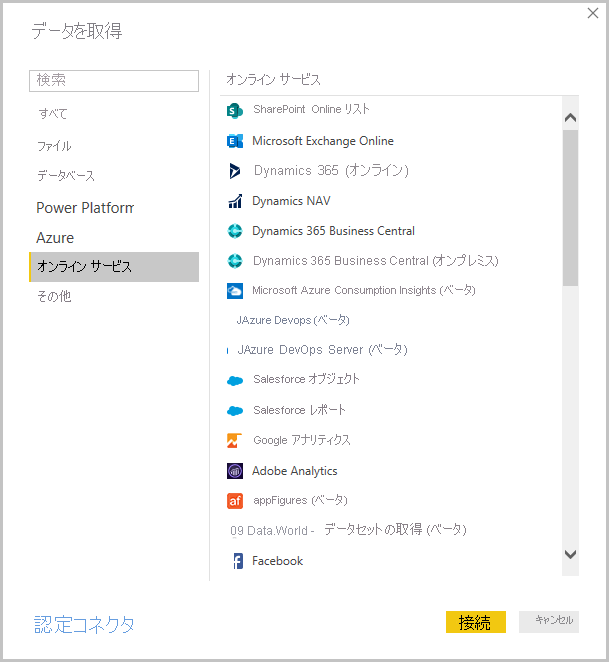 データを取得
検索
すべて
ファイル
データベース
Power Platform
Azure
オンライン サービス
その他
オンライン サービス
SharePoint Online リスト
Microsoft Exchange Online
Dynamics 365 (オンライン)
Dynamics NAV
Dynamics 365 Business Central
Dynamics 365 Business Central (オンプレミス)
Microsoft Azure Consumption Insights (ベータ)
JAzure Devops (ベータ)
JAzure DevOps Server (ベータ)
Salesforce オブジェクト
Salesforce レポート
Google アナリティクス
Adobe Analytics
appFigures (ベータ)
09 Data.World - データセットの取得 (ベータ)
Facebook
認定コネクタ
接続
キャンセル